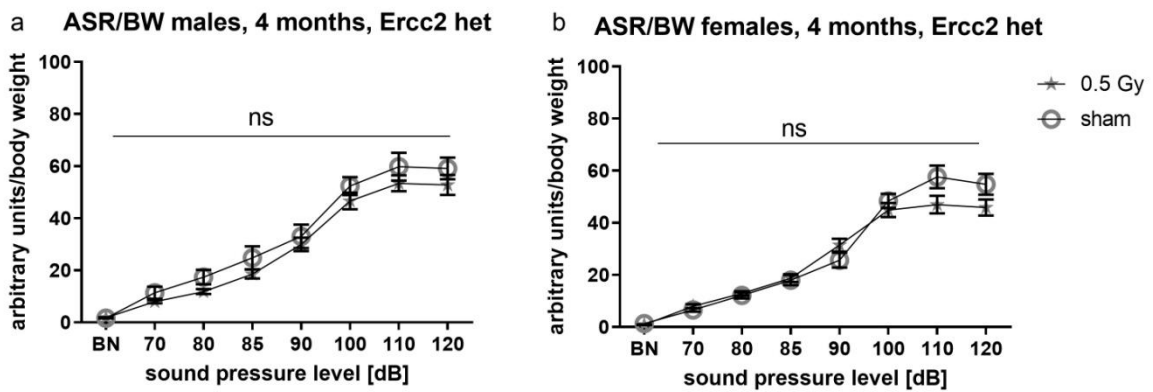 a ASR/BW males, 4 months, Ercc2 het
arbitrary units/body weight
100
80
60
40
20
0
ns
BN 70 80 85 90 100 110 120
sound pressure level [dB]
b ASR/BW females, 4 months, Ercc2 het
arbitrary units/body weight
100
80
60
40
20
0
ns
BN 70 80 85 90 100 110 120
sound pressure level [dB]
0.5 Gy
sham